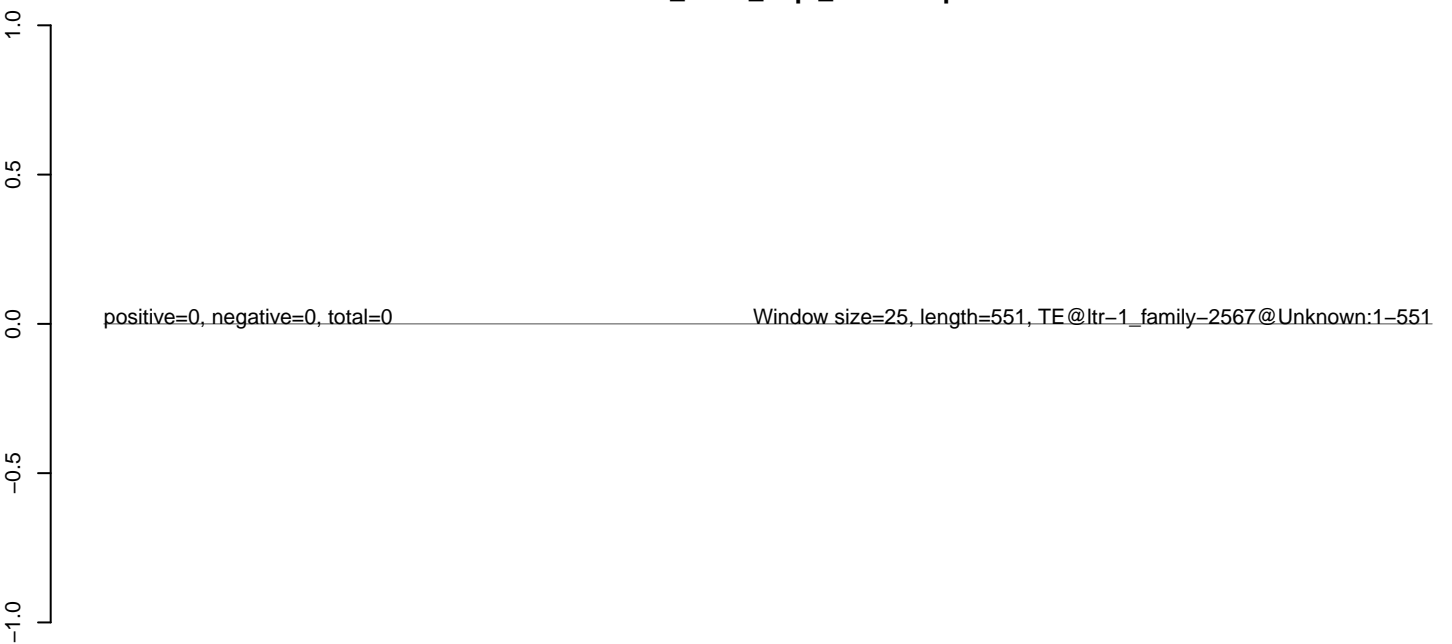 1.0
0.5
0.0
−0.5
−1.0
positive=0, negative=0, total=0
Window size=25, length=551, TE@ltr−1_family−2567@Unknown:1−551